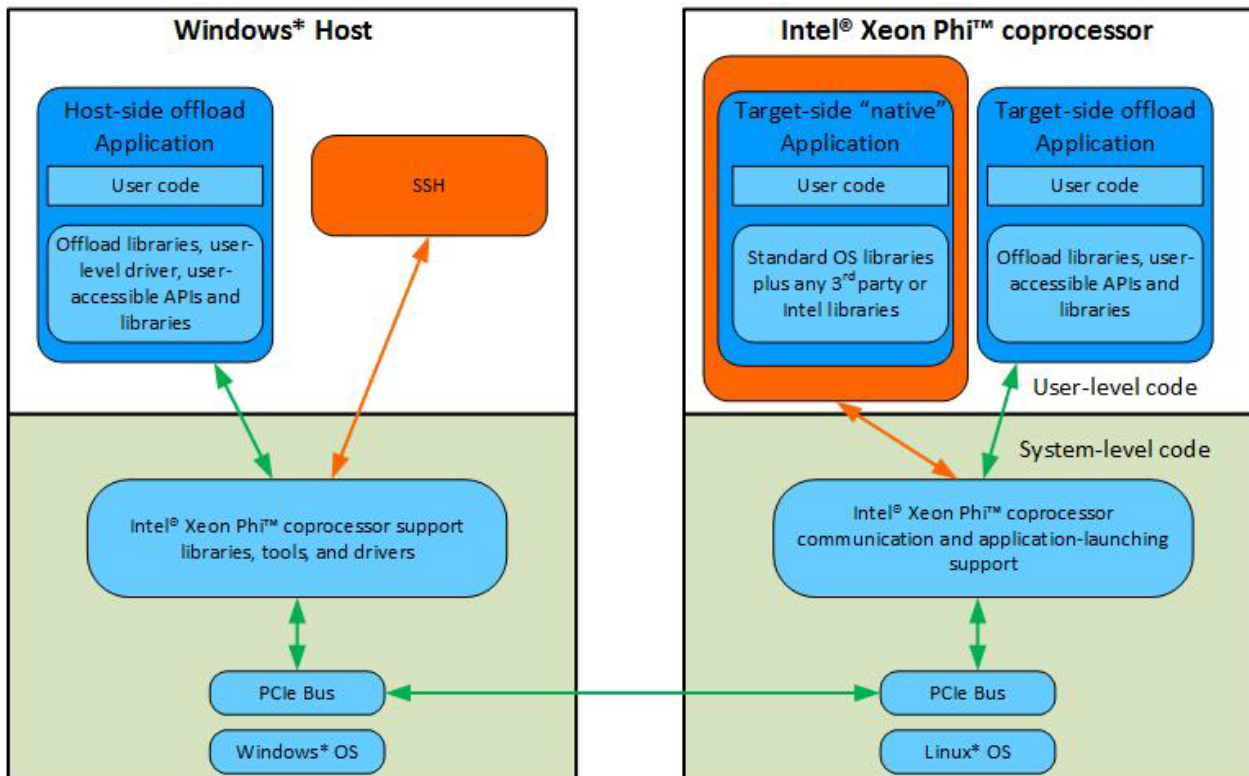 Windows* Host
Host-side offload
Application
User code
Offload libraries, user-
level driver, user-
accessible APIs and
libraries
SSH
Intel® Xeon Phi™ coprocessor support
libraries, tools, and drivers
PCIe Bus
Windows* OS
Intel® Xeon Phi™ coprocessor
Target-side “native”
Application
User code
Standard OS libraries
plus any 3rd party or
Intel libraries
Target-side offload
Application
User code
Offload libraries, user-
accessible APIs and
libraries
User-level code
System-level code
Intel® Xeon Phi™ coprocessor
communication and application-launching
support
PCIe Bus
Linux* OS